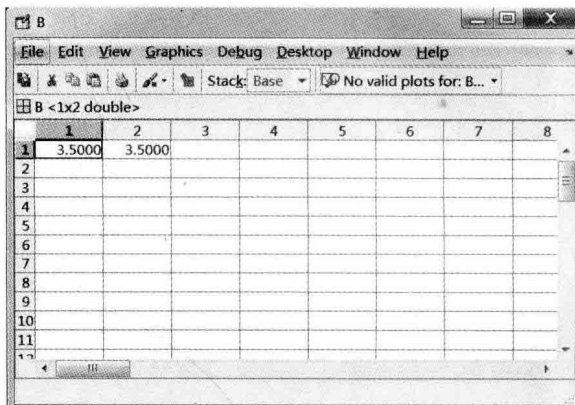 B
File Edit View Graphics Debug Desktop Window Help
Stack: Base No valid plots for: B...
B <1x2 double>
1 2 3 4 5 6 7 8
1 3.5000 3.5000
2
3
4
5
6
7
8
9
10
11
12